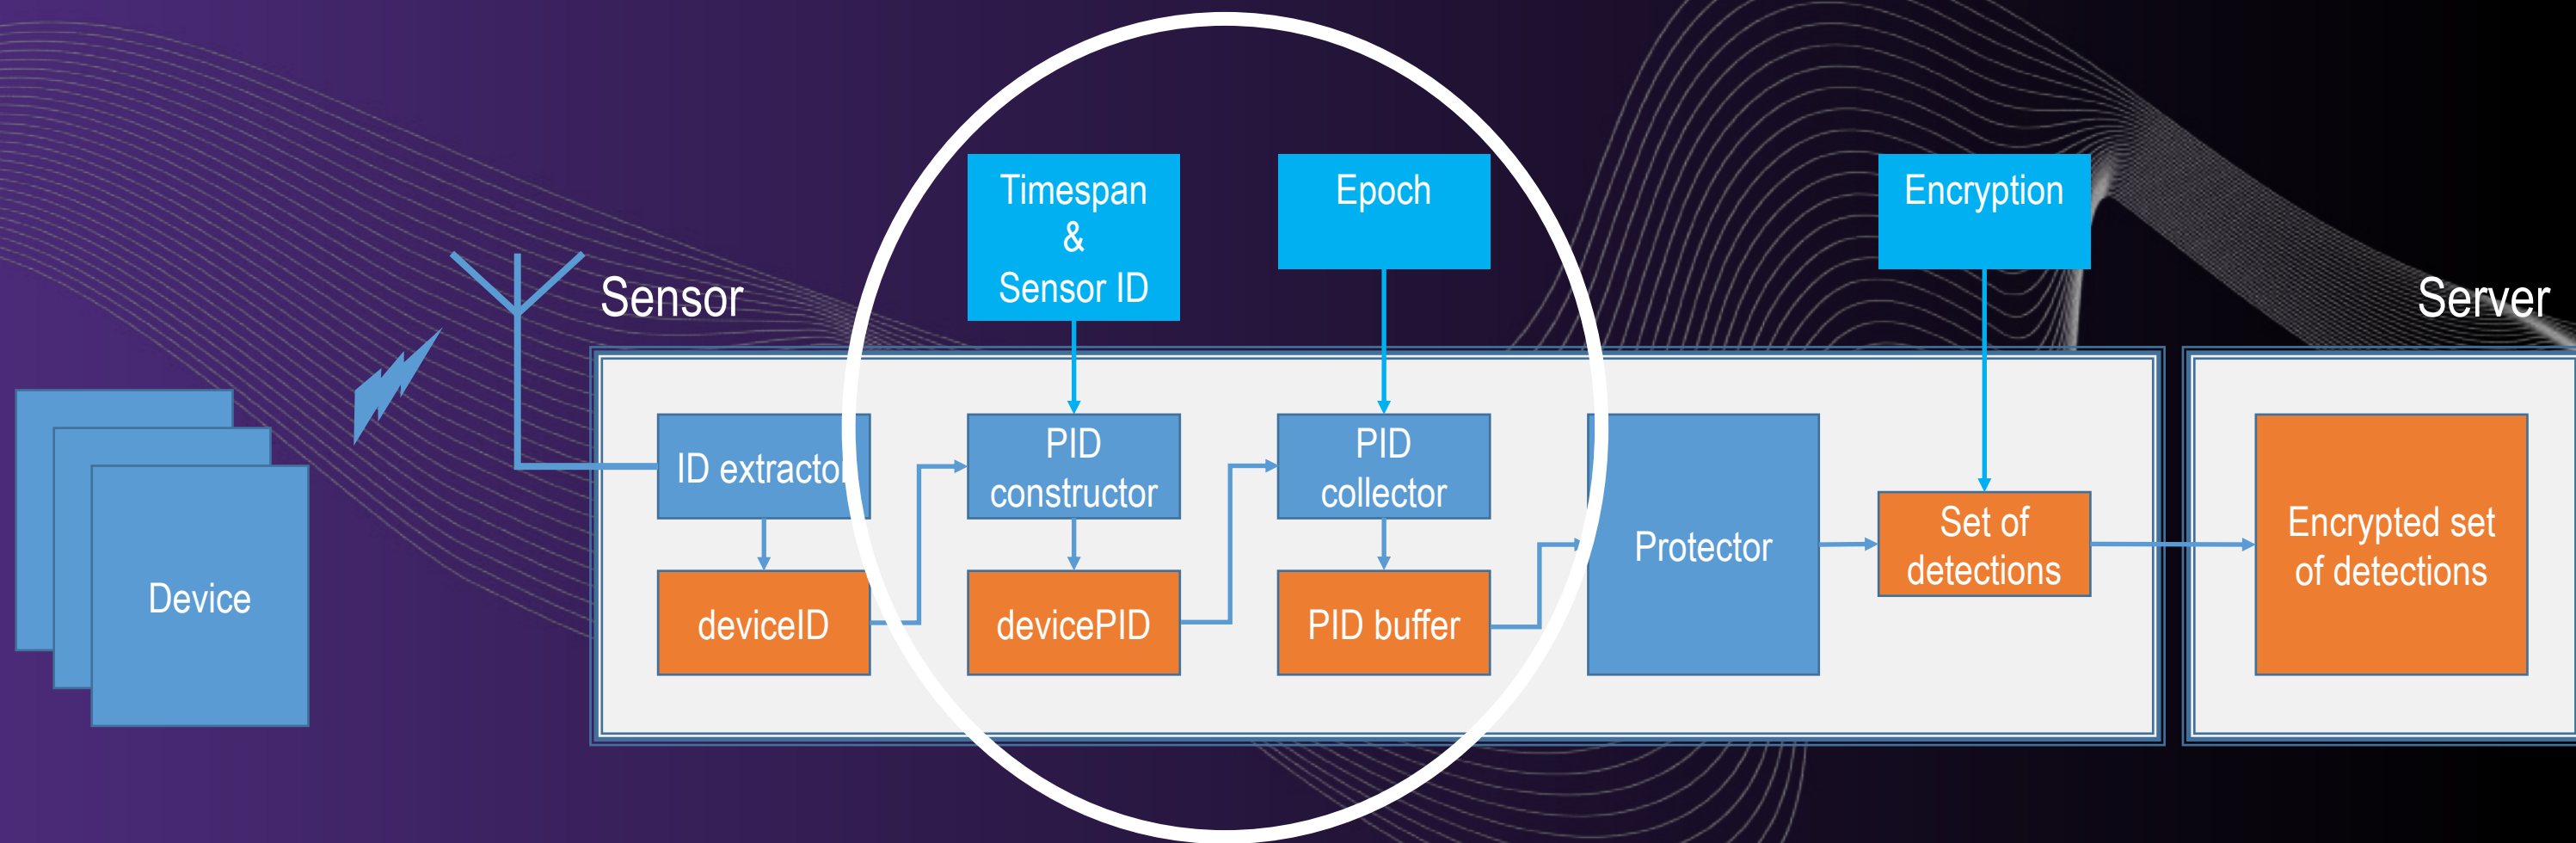 Timespan
&
Sensor ID
Epoch
Encryption
Sensor
Server
Device
ID extractor
PID
constructor
PID
collector
deviceID
devicePID
PID buffer
Protector
Set of
detections
Encrypted set
of detections